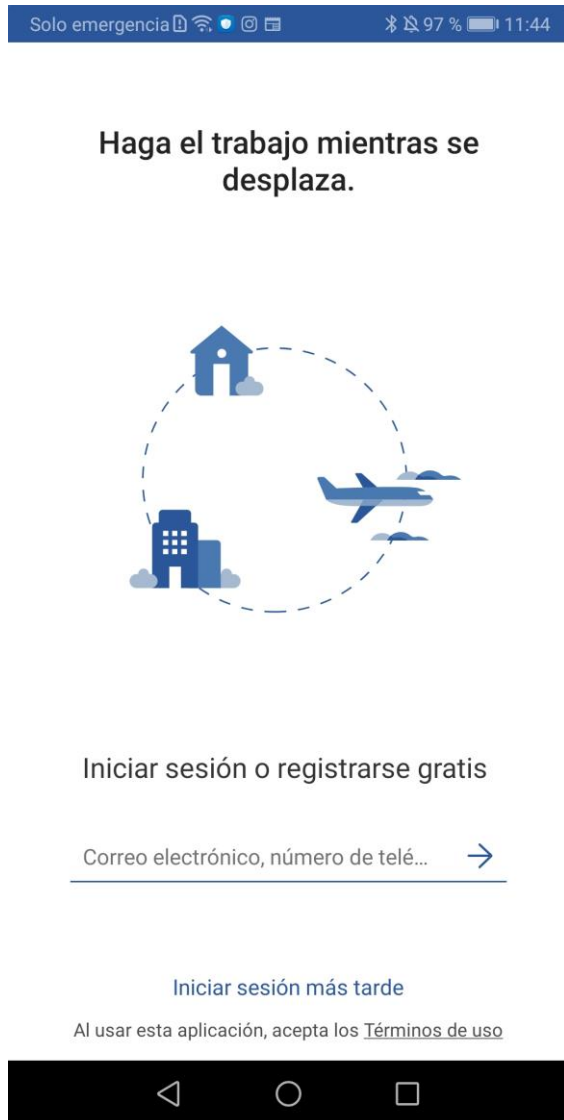 Solo emergencia 97 % 11:44
Haga el trabajo mientras se
desplaza.
Iniciar sesión o registrarse gratis
Correo electrónico, número de telé...
Iniciar sesión más tarde
Al usar esta aplicación, acepta los Términos de uso